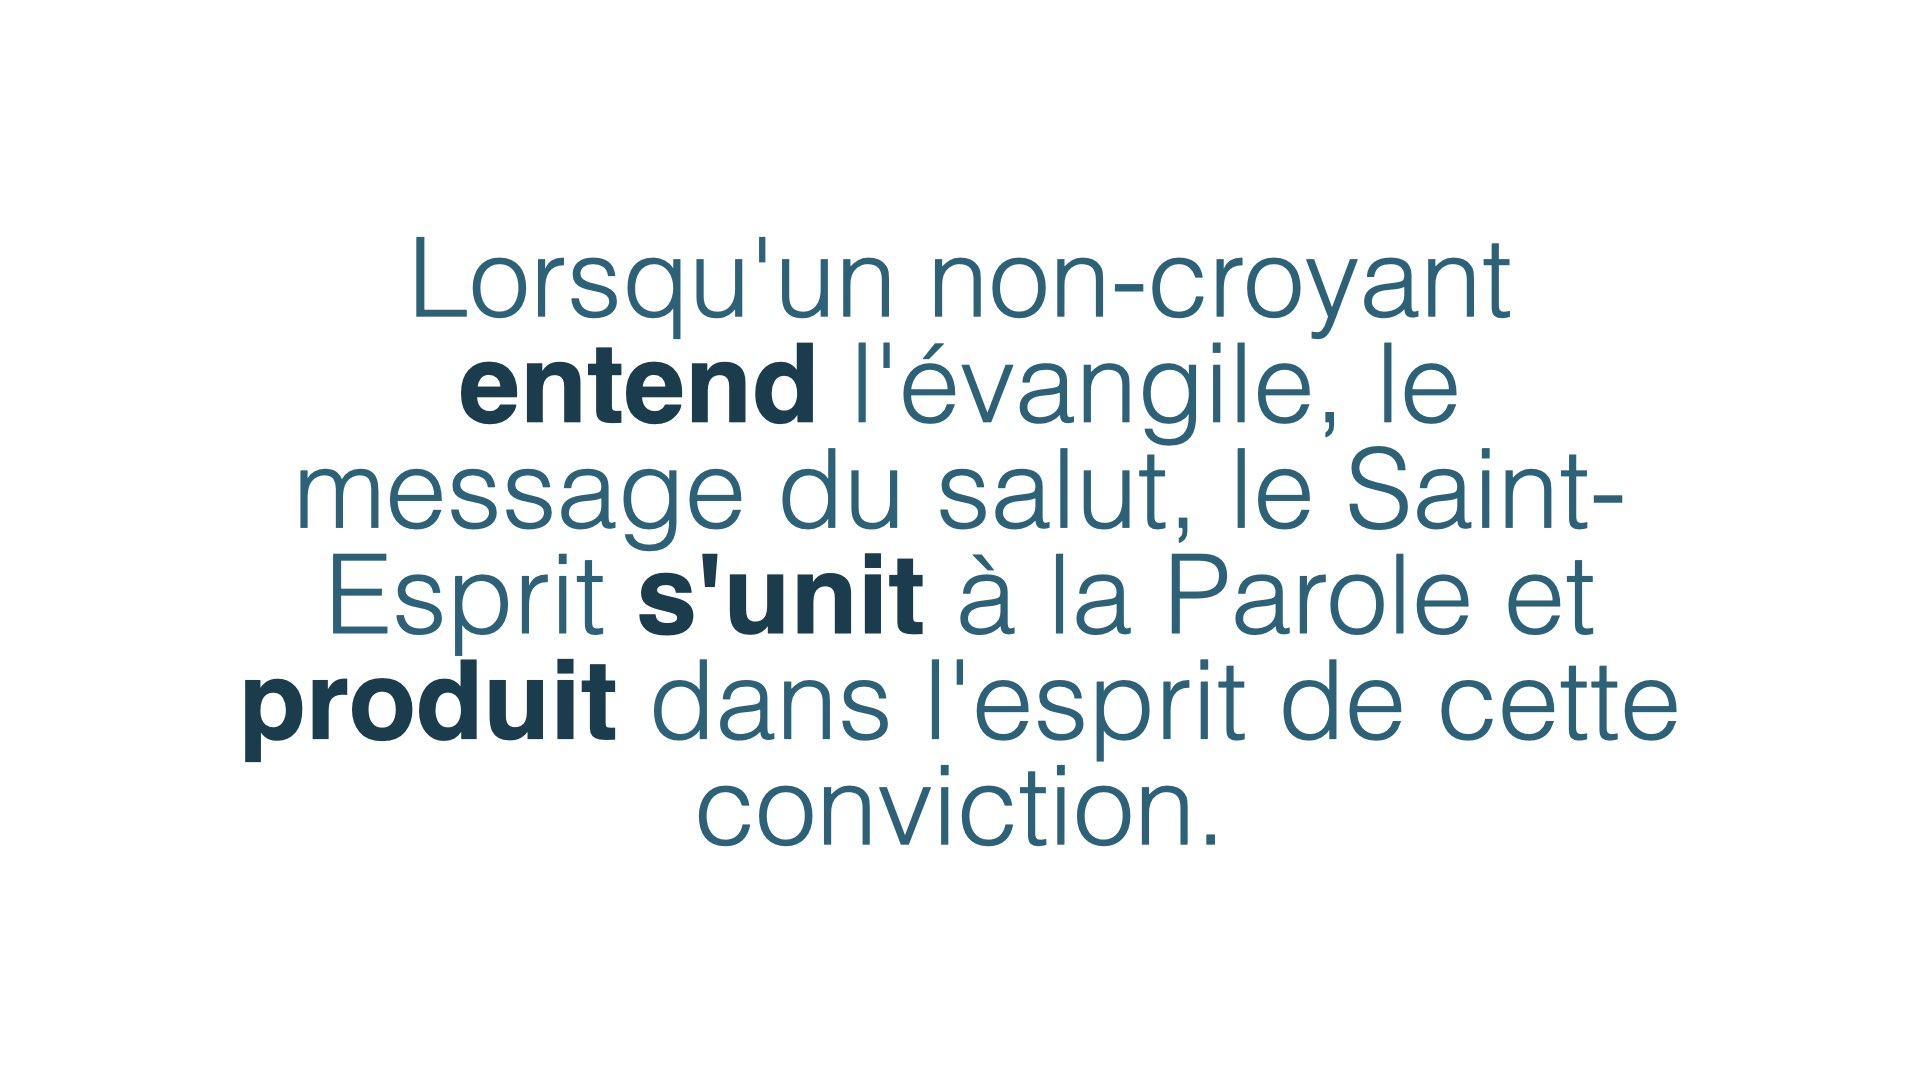 Lorsqu'un non-croyant
entend l'évangile, le
message du salut, le Saint-
Esprit s'unit à la Parole et
produit dans l'esprit de cette
conviction.